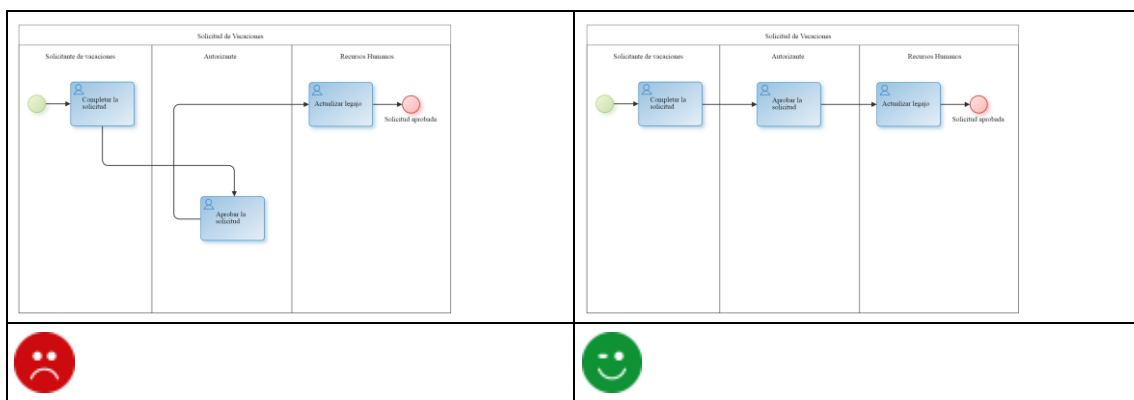 Solicitud de Vacaciones
Solicitante de vacaciones
Autorizante
Recursos Humanos
Completar la
solicitud
Actualizar legajo
Solicitud aprobada
Aprobar la
solicitud
Solicitud de Vacaciones
Solicitante de vacaciones
Autorizante
Recursos Humanos
Completar la
solicitud
Aprobar la
solicitud
Actualizar legajo
Solicitud aprobada